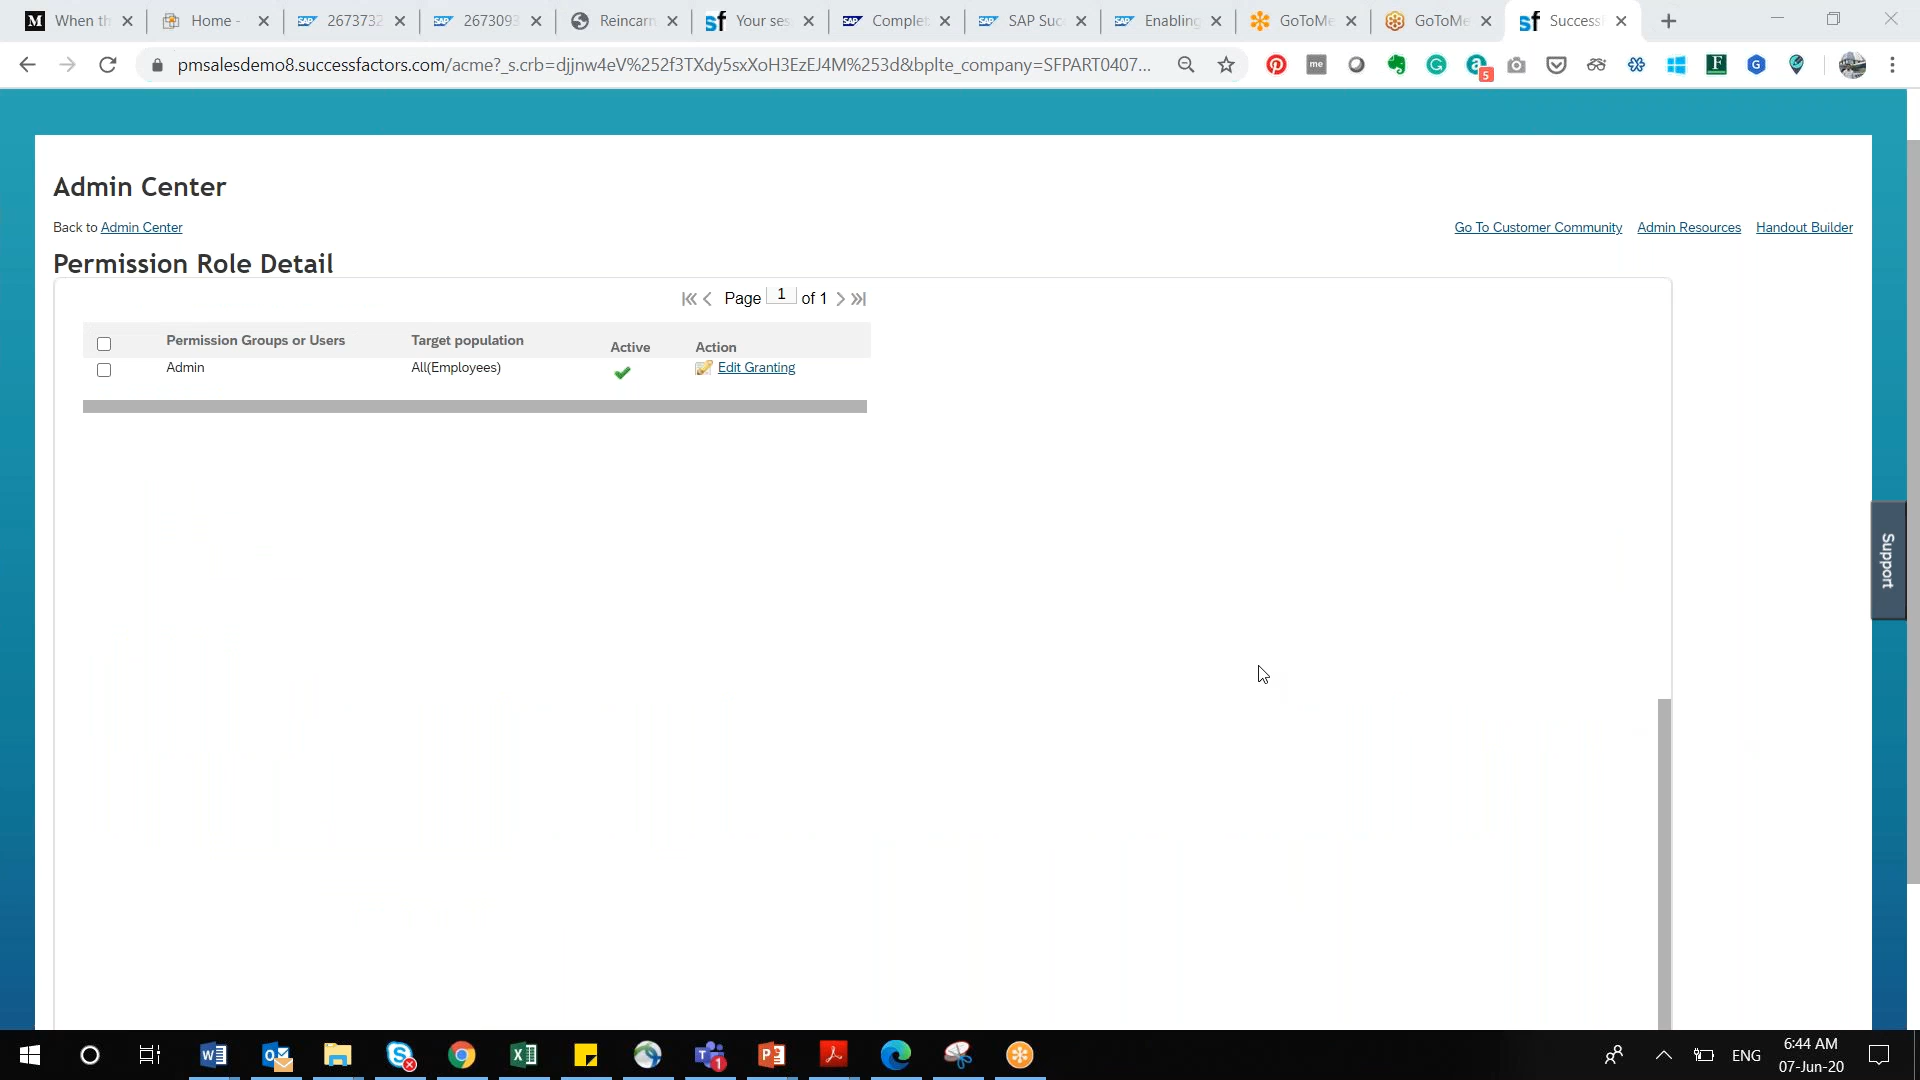 When th
Home -
2673732
2673093
Reincarn
Your ses
Complet
SAP Suc
Enabling
GoToMe
GoToMe
Success
pmsalesdemo8.successfactors.com/acme?_s.crb=djjnw4eV%252f3TXdy5sxXoH3EzEJ4M%253d&bplte_company=SFPART0407...
Admin Center
Back to Admin Center
Go To Customer Community Admin Resources Handout Builder
Permission Role Detail
Page 1 of 1
Permission Groups or Users Target population Active Action
Admin All(Employees) Edit Granting
Support
ENG
6:44 AM
07-Jun-20